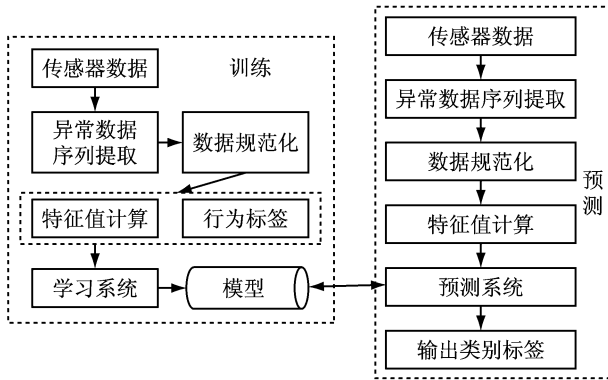 传感器数据
训练
异常数据
序列提取
数据规范化
特征值计算
行为标签
学习系统
模型
传感器数据
异常数据序列提取
数据规范化
特征值计算
预测系统
输出类别标签
预
测